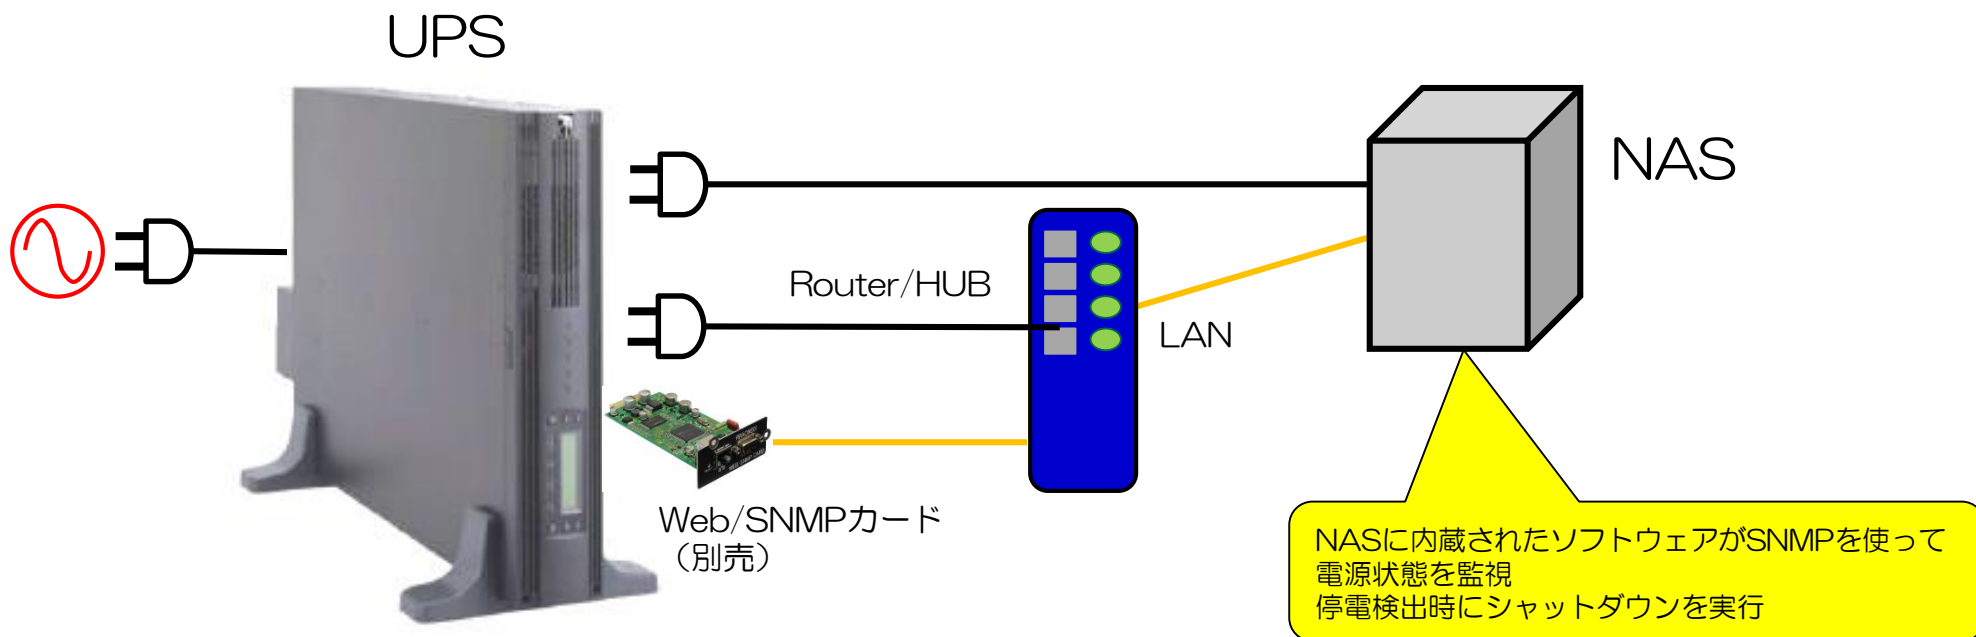 UPS
NAS
Router/HUB
LAN
Web/SNMPカード
（別売）
NASに内蔵されたソフトウェアがSNMPを使って
電源状態を監視
停電検出時にシャットダウンを実行